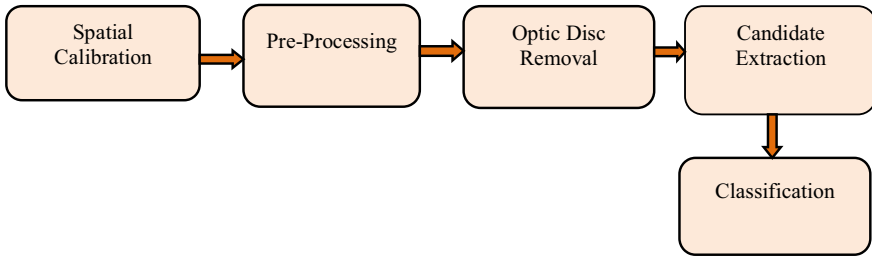 Spatial
Calibration
Pre-Processing
Optic Disc
Removal
Candidate
Extraction
Classification